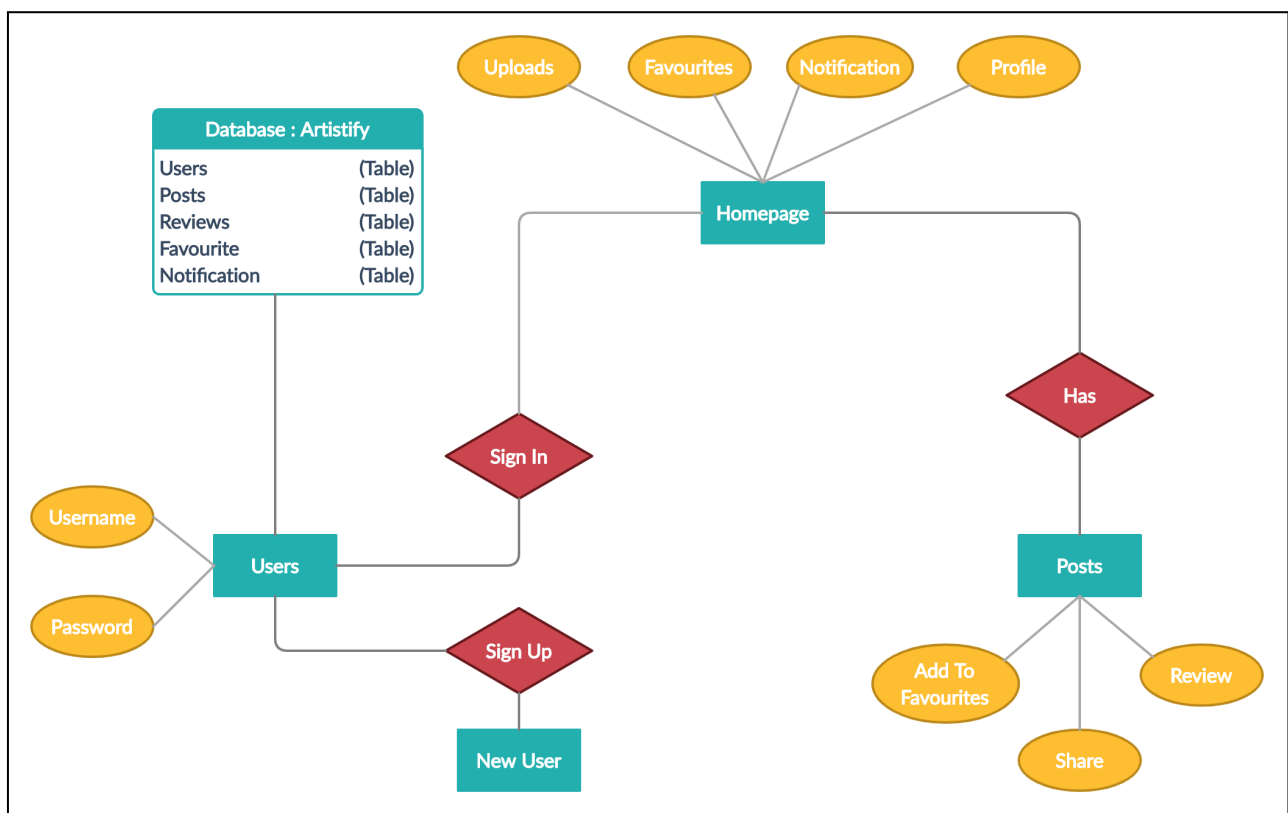 Uploads
Favourites
Notification
Profile
Database : Artistify
Users (Table)
Posts (Table)
Reviews (Table)
Favourite (Table)
Notification (Table)
Homepage
Has
Sign In
Username
Users
Posts
Password
Sign Up
Add To
Favourites
Review
New User
Share